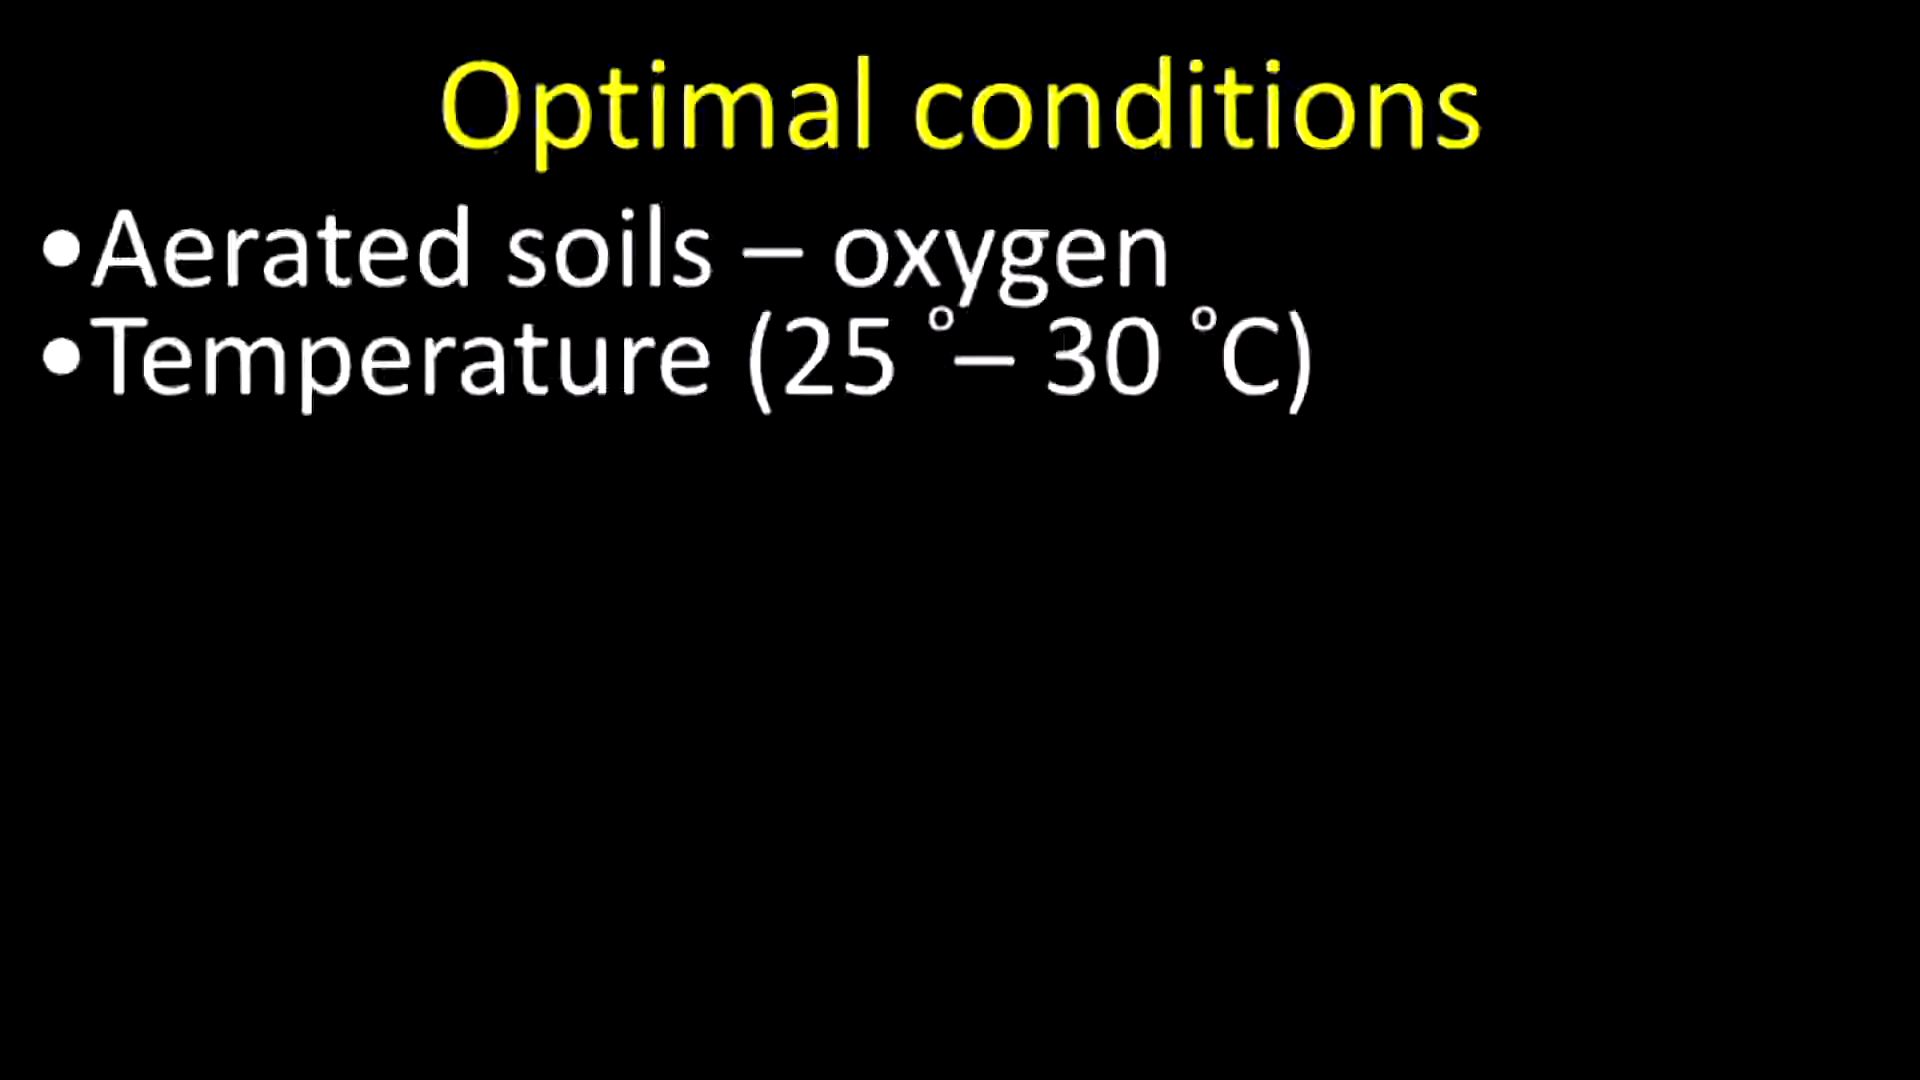 Optimal conditions
•Aerated soils – oxygen
•Temperature (25 °– 30 °C)